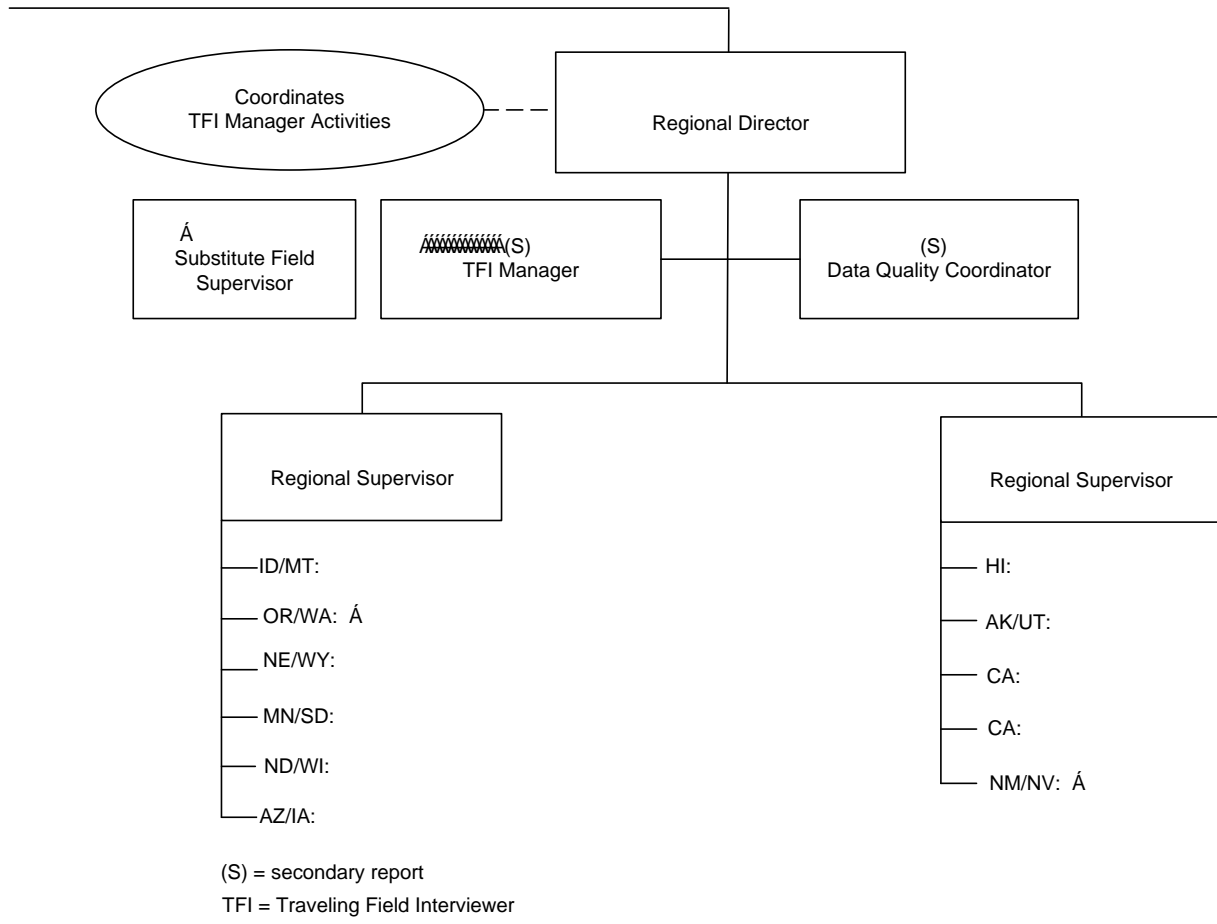 Coordinates
TFI Manager Activities
Regional Director
Á
Substitute Field
Supervisor
(S)
TFI Manager
(S)
Data Quality Coordinator
Regional Supervisor
ID/MT:
OR/WA: Á
NE/WY:
MN/SD:
ND/WI:
AZ/IA:
Regional Supervisor
HI:
AK/UT:
CA:
CA:
NM/NV: Á
(S) = secondary report
TFI = Traveling Field Interviewer